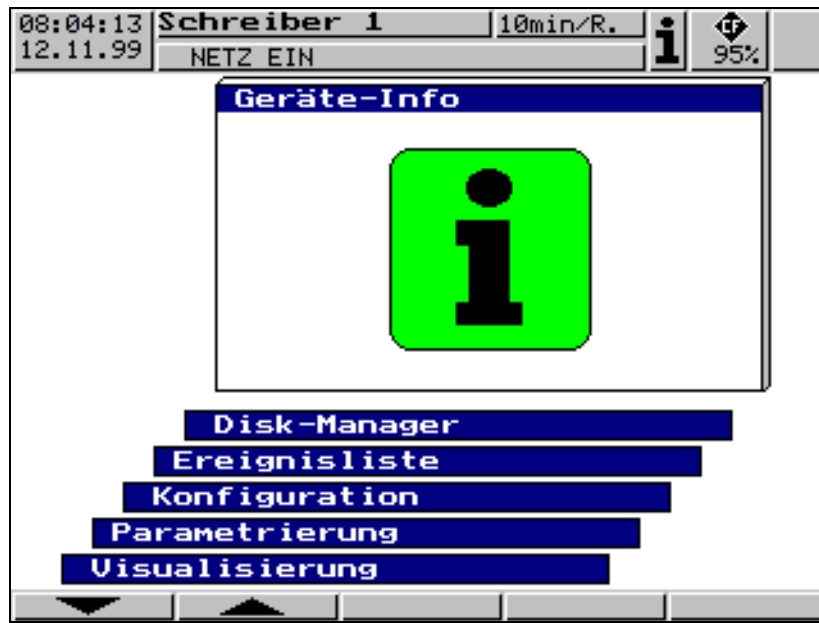 08:04:13 Schreiber 1 10min/R. i CF
12.11.99 NETZ EIN 95%
Geräte-Info
i
Disk-Manager
Ereignisliste
Konfiguration
Parametrierung
Visualisierung